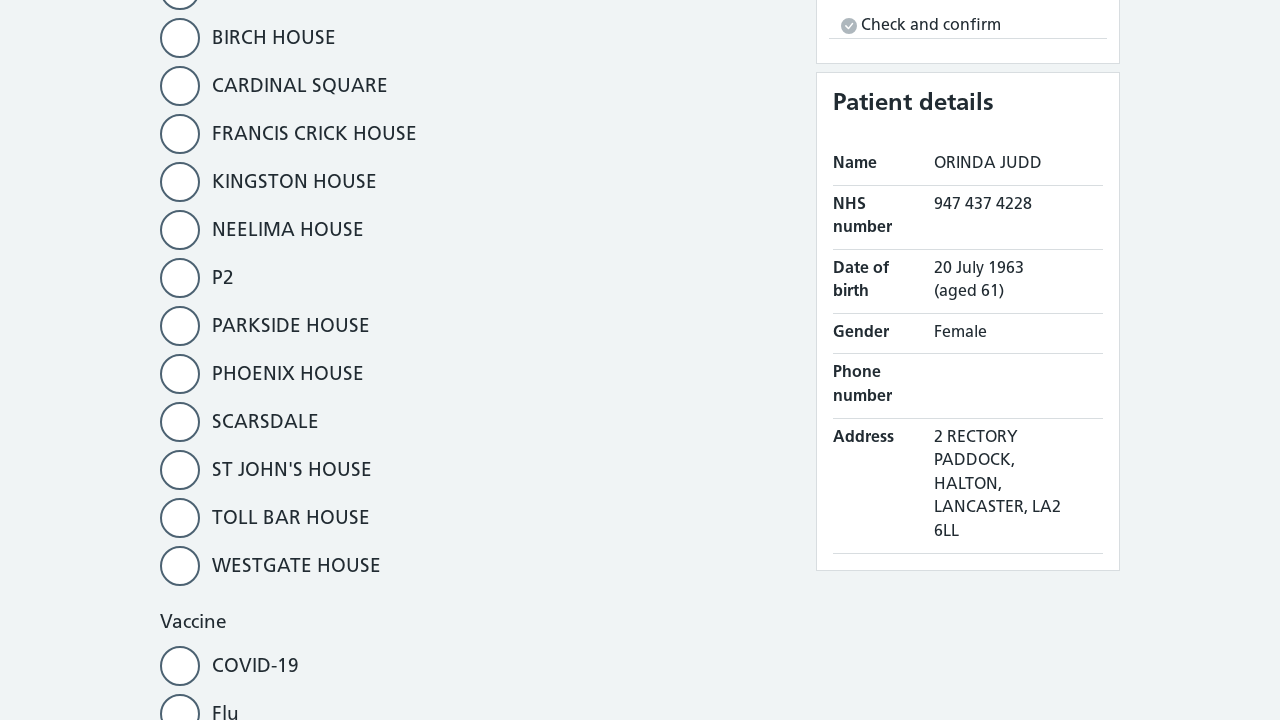 BIRCH HOUSE
CARDINAL SQUARE
FRANCIS CRICK HOUSE
KINGSTON HOUSE
NEELIMA HOUSE
P2
PARKSIDE HOUSE
PHOENIX HOUSE
SCARSDALE
ST JOHN'S HOUSE
TOLL BAR HOUSE
WESTGATE HOUSE
Vaccine
COVID-19
Flu
Check and confirm
Patient details
Name ORINDA JUDD
NHS 947 437 4228
number
Date of 20 July 1963
birth (aged 61)
Gender Female
Phone
number
Address 2 RECTORY
PADDOCK,
HALTON,
LANCASTER, LA2
6LL